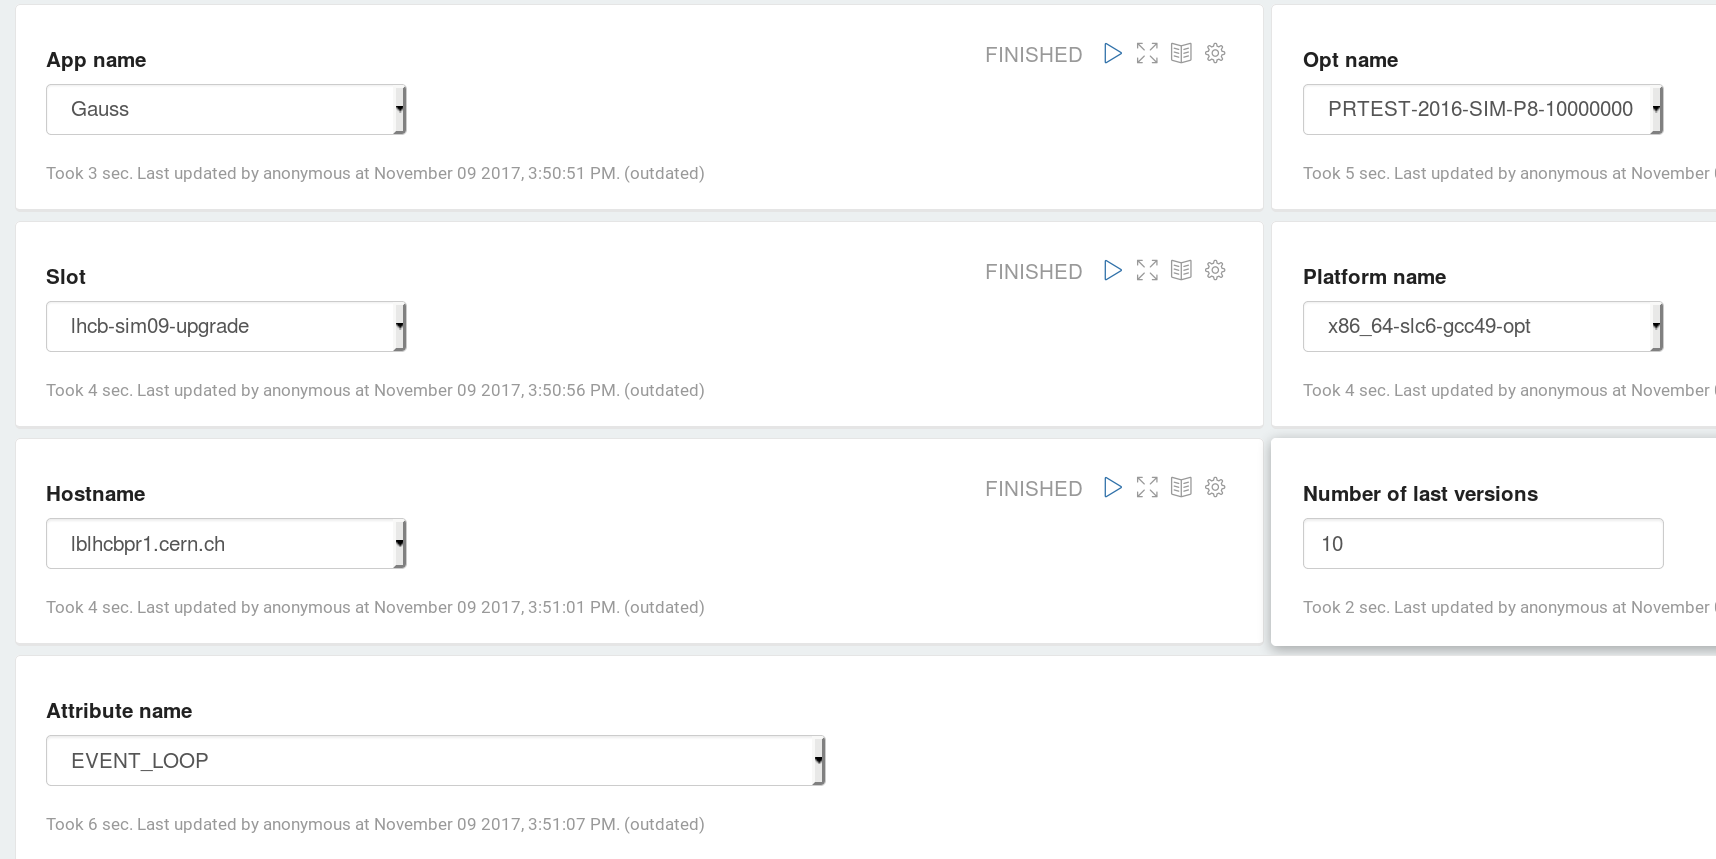 App name
FINISHED
Gauss
Took 3 sec. Last updated by anonymous at November 09 2017, 3:50:51 PM. (outdated)
Opt name
PRTEST-2016-SIM-P8-10000000
Took 5 sec. Last updated by anonymous at November
Slot
FINISHED
lhcb-sim09-upgrade
Took 4 sec. Last updated by anonymous at November 09 2017, 3:50:56 PM. (outdated)
Platform name
x86_64-slc6-gcc49-opt
Took 4 sec. Last updated by anonymous at November
Hostname
FINISHED
lblhcbpr1.cern.ch
Took 4 sec. Last updated by anonymous at November 09 2017, 3:51:01 PM. (outdated)
Number of last versions
10
Took 2 sec. Last updated by anonymous at November
Attribute name
EVENT_LOOP
Took 6 sec. Last updated by anonymous at November 09 2017, 3:51:07 PM. (outdated)